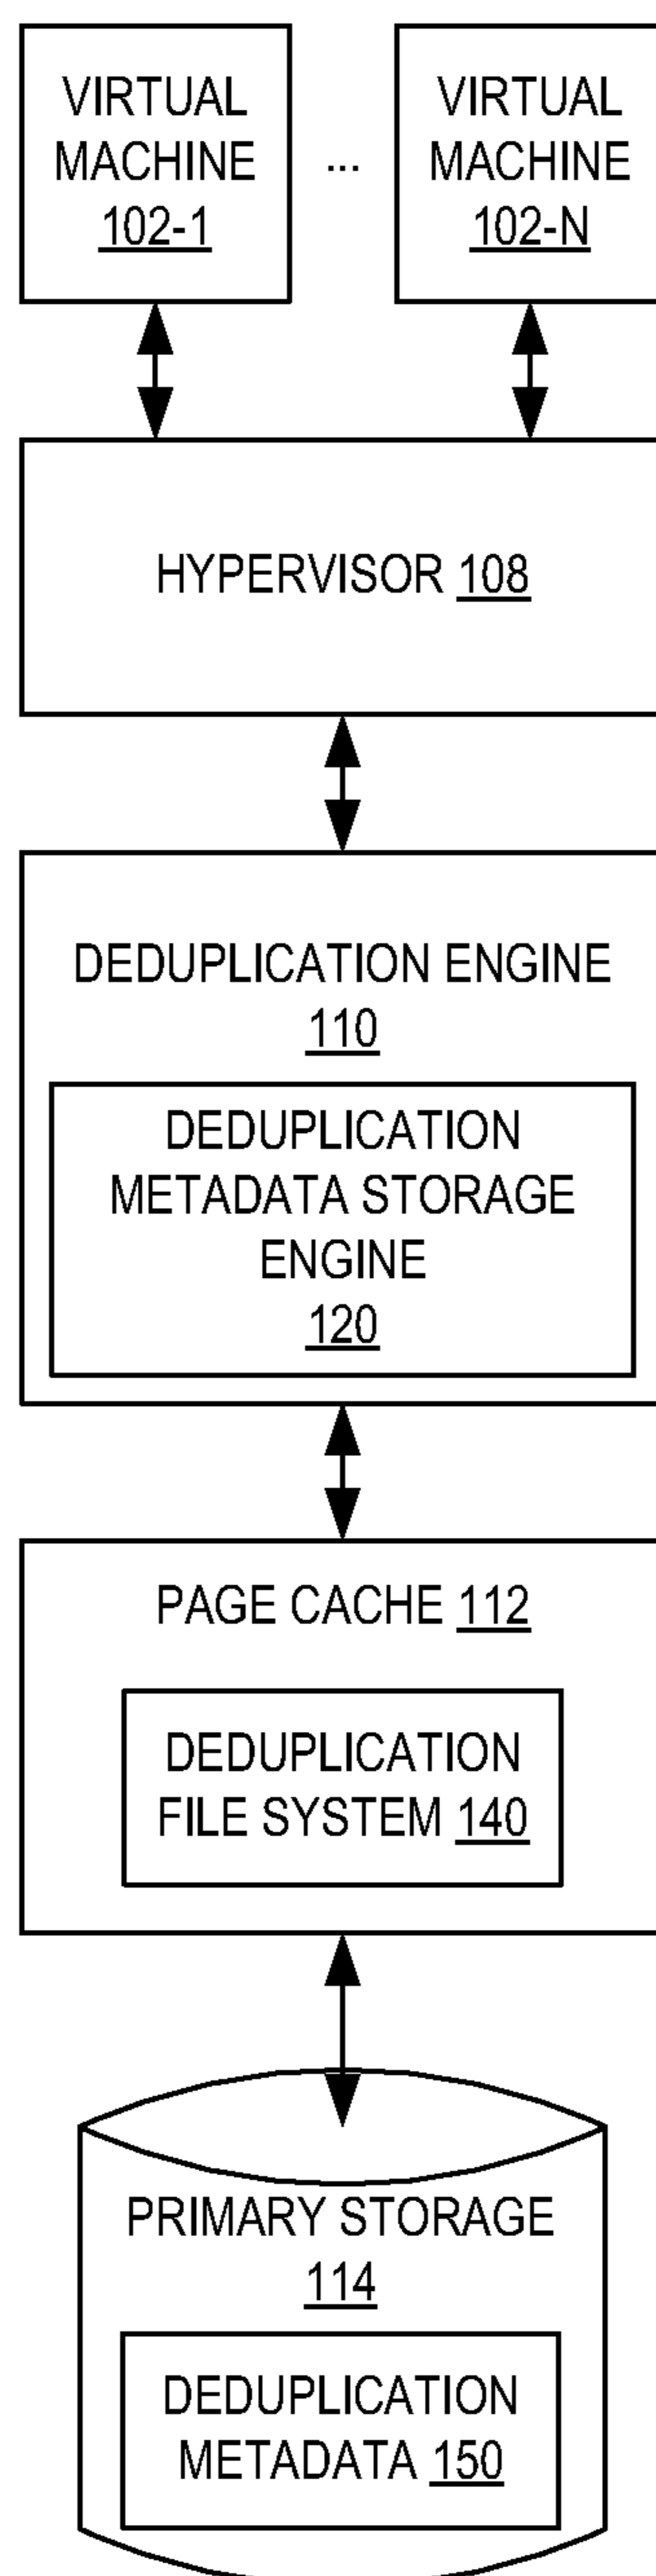 VIRTUAL
MACHINE
102-1
...
VIRTUAL
MACHINE
102-N
HYPERVISOR 108
DEDUPLICATION ENGINE
110
DEDUPLICATION
METADATA STORAGE
ENGINE
120
PAGE CACHE 112
DEDUPLICATION
FILE SYSTEM 140
PRIMARY STORAGE
114
DEDUPLICATION
METADATA 150